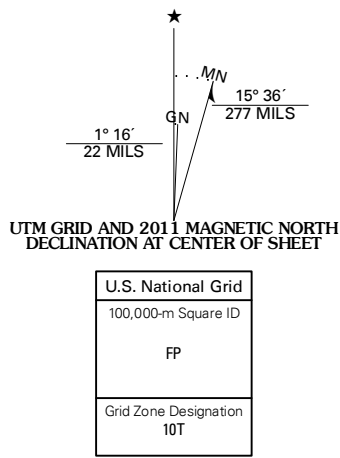 ★
MN
GN
15° 36´
277 MILS
1° 16´
22 MILS
UTM GRID AND 2011 MAGNETIC NORTH
DECLINATION AT CENTER OF SHEET
U.S. National Grid
100,000-m Square ID
FP
Grid Zone Designation
10T